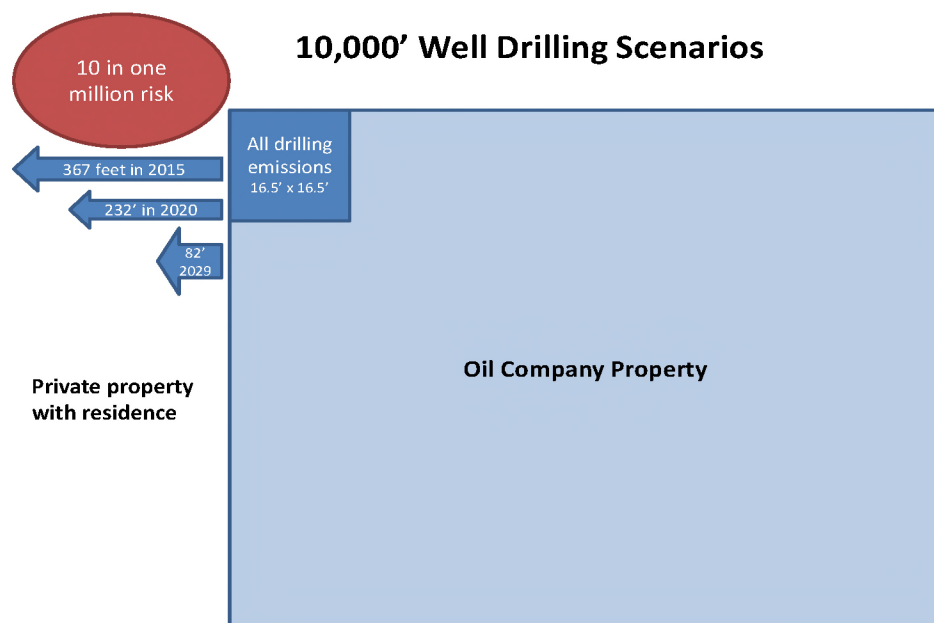 10,000’ Well Drilling Scenarios
10 in one
million risk
All drilling
emissions
16.5’ x 16.5’
367 feet in 2015
232’ in 2020
82’
2029
Oil Company Property
Private property
with residence